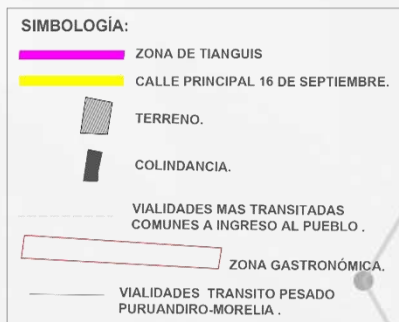 SIMBOLOGÍA:
ZONA DE TIANGUIS
CALLE PRINCIPAL 16 DE SEPTIEMBRE.
TERRENO.
COLINDANCIA.
VIALIDADES MAS TRANSITADAS
COMUNES A INGRESO AL PUEBLO .
ZONA GASTRONÓMICA.
VIALIDADES TRANSITO PESADO
PURUANDIRO-MORELIA .